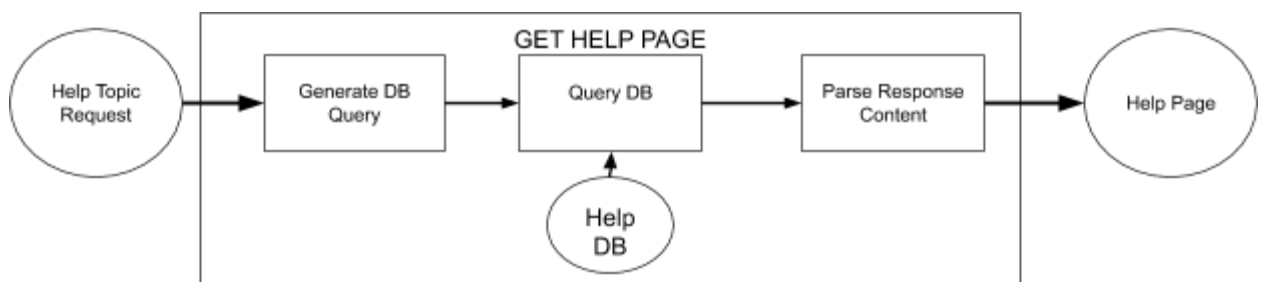 GET HELP PAGE
Help Topic
Request
Generate DB
Query
Query DB
Parse Response
Content
Help Page
Help
DB